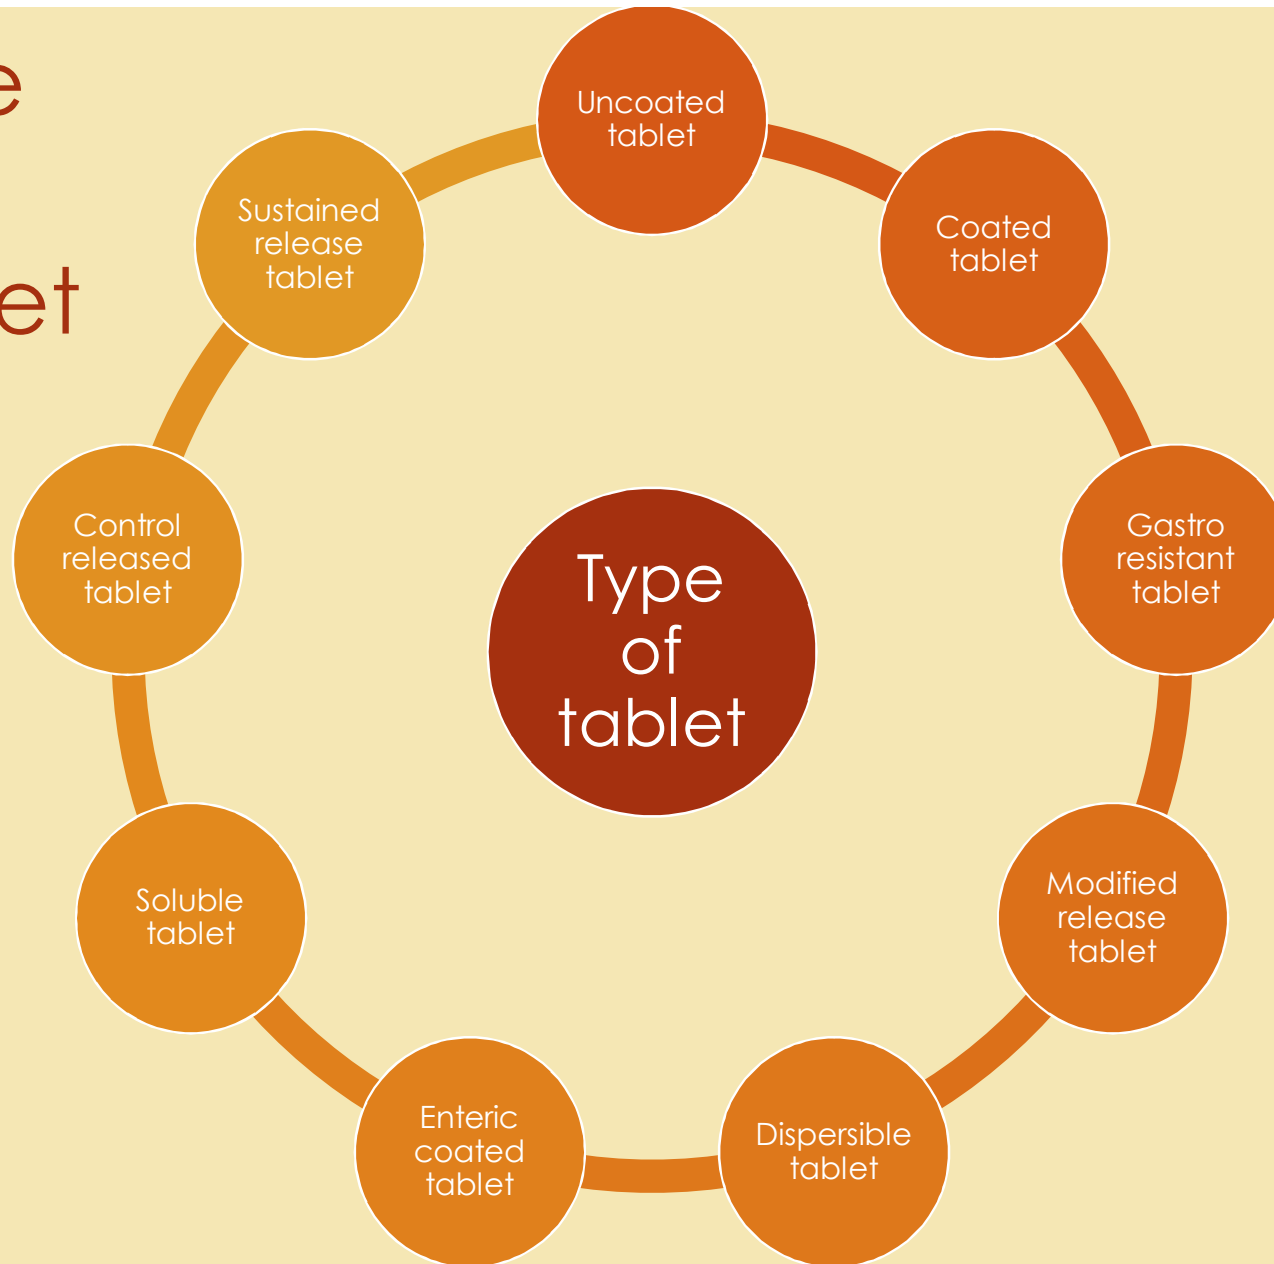 e
et
Uncoated
tablet
Coated
tablet
Gastro
resistant
tablet
Modified
release
tablet
Dispersible
tablet
Enteric
coated
tablet
Soluble
tablet
Control
released
tablet
Sustained
release
tablet
Type
of
tablet